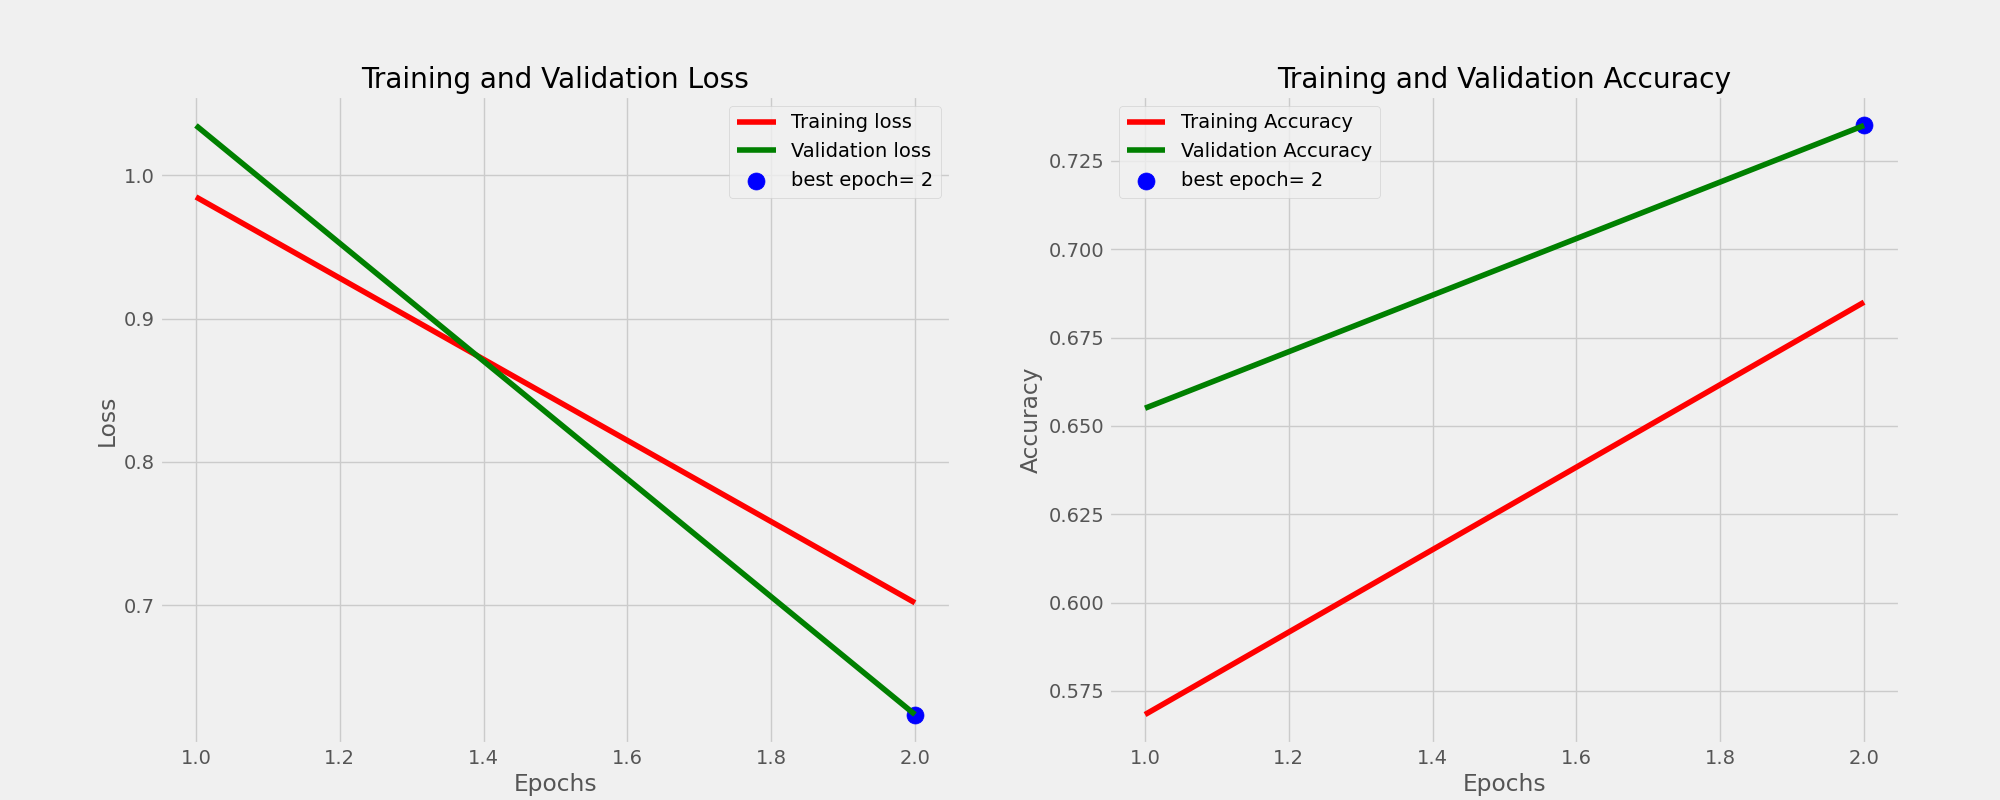 Training and Validation Loss
Training loss
Validation loss
best epoch= 2
1.0
0.9
0.8
0.7
Loss
1.0 1.2 1.4 1.6 1.8 2.0
Epochs
Training and Validation Accuracy
Training Accuracy
Validation Accuracy
best epoch= 2
0.725
0.700
0.675
0.650
0.625
0.600
0.575
Accuracy
1.0 1.2 1.4 1.6 1.8 2.0
Epochs